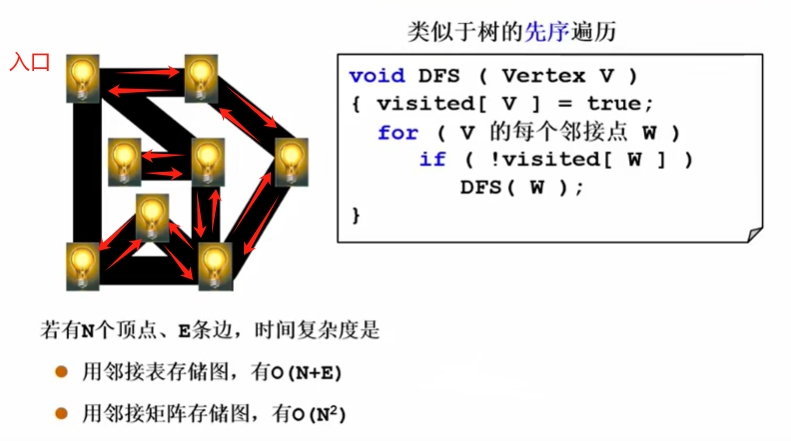 类似于树的先序遍历
入口
void DFS ( Vertex V )
{ visited[ V ] = true;
for ( V 的每个邻接点 W )
if ( !visited[ W ] )
DFS( W );
}
若有N个顶点、E条边，时间复杂度是
用邻接表存储图，有O(N+E)
用邻接矩阵存储图，有O(N²)